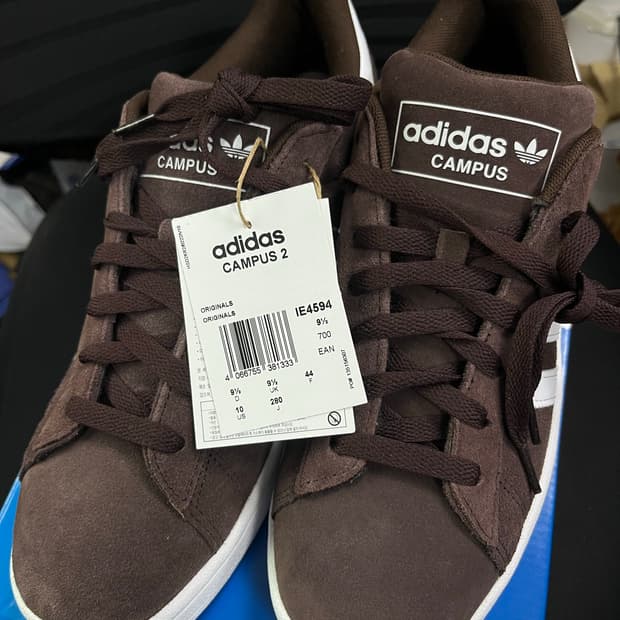 adidas
CAMPUS
adidas
CAMPUS
adidas
CAMPUS 2
ORIGINALS
ORIGINALS
IE4594
9½
700
EAN
4 066755 381333
9½ 9½ 44
D UK F
10 280
US J